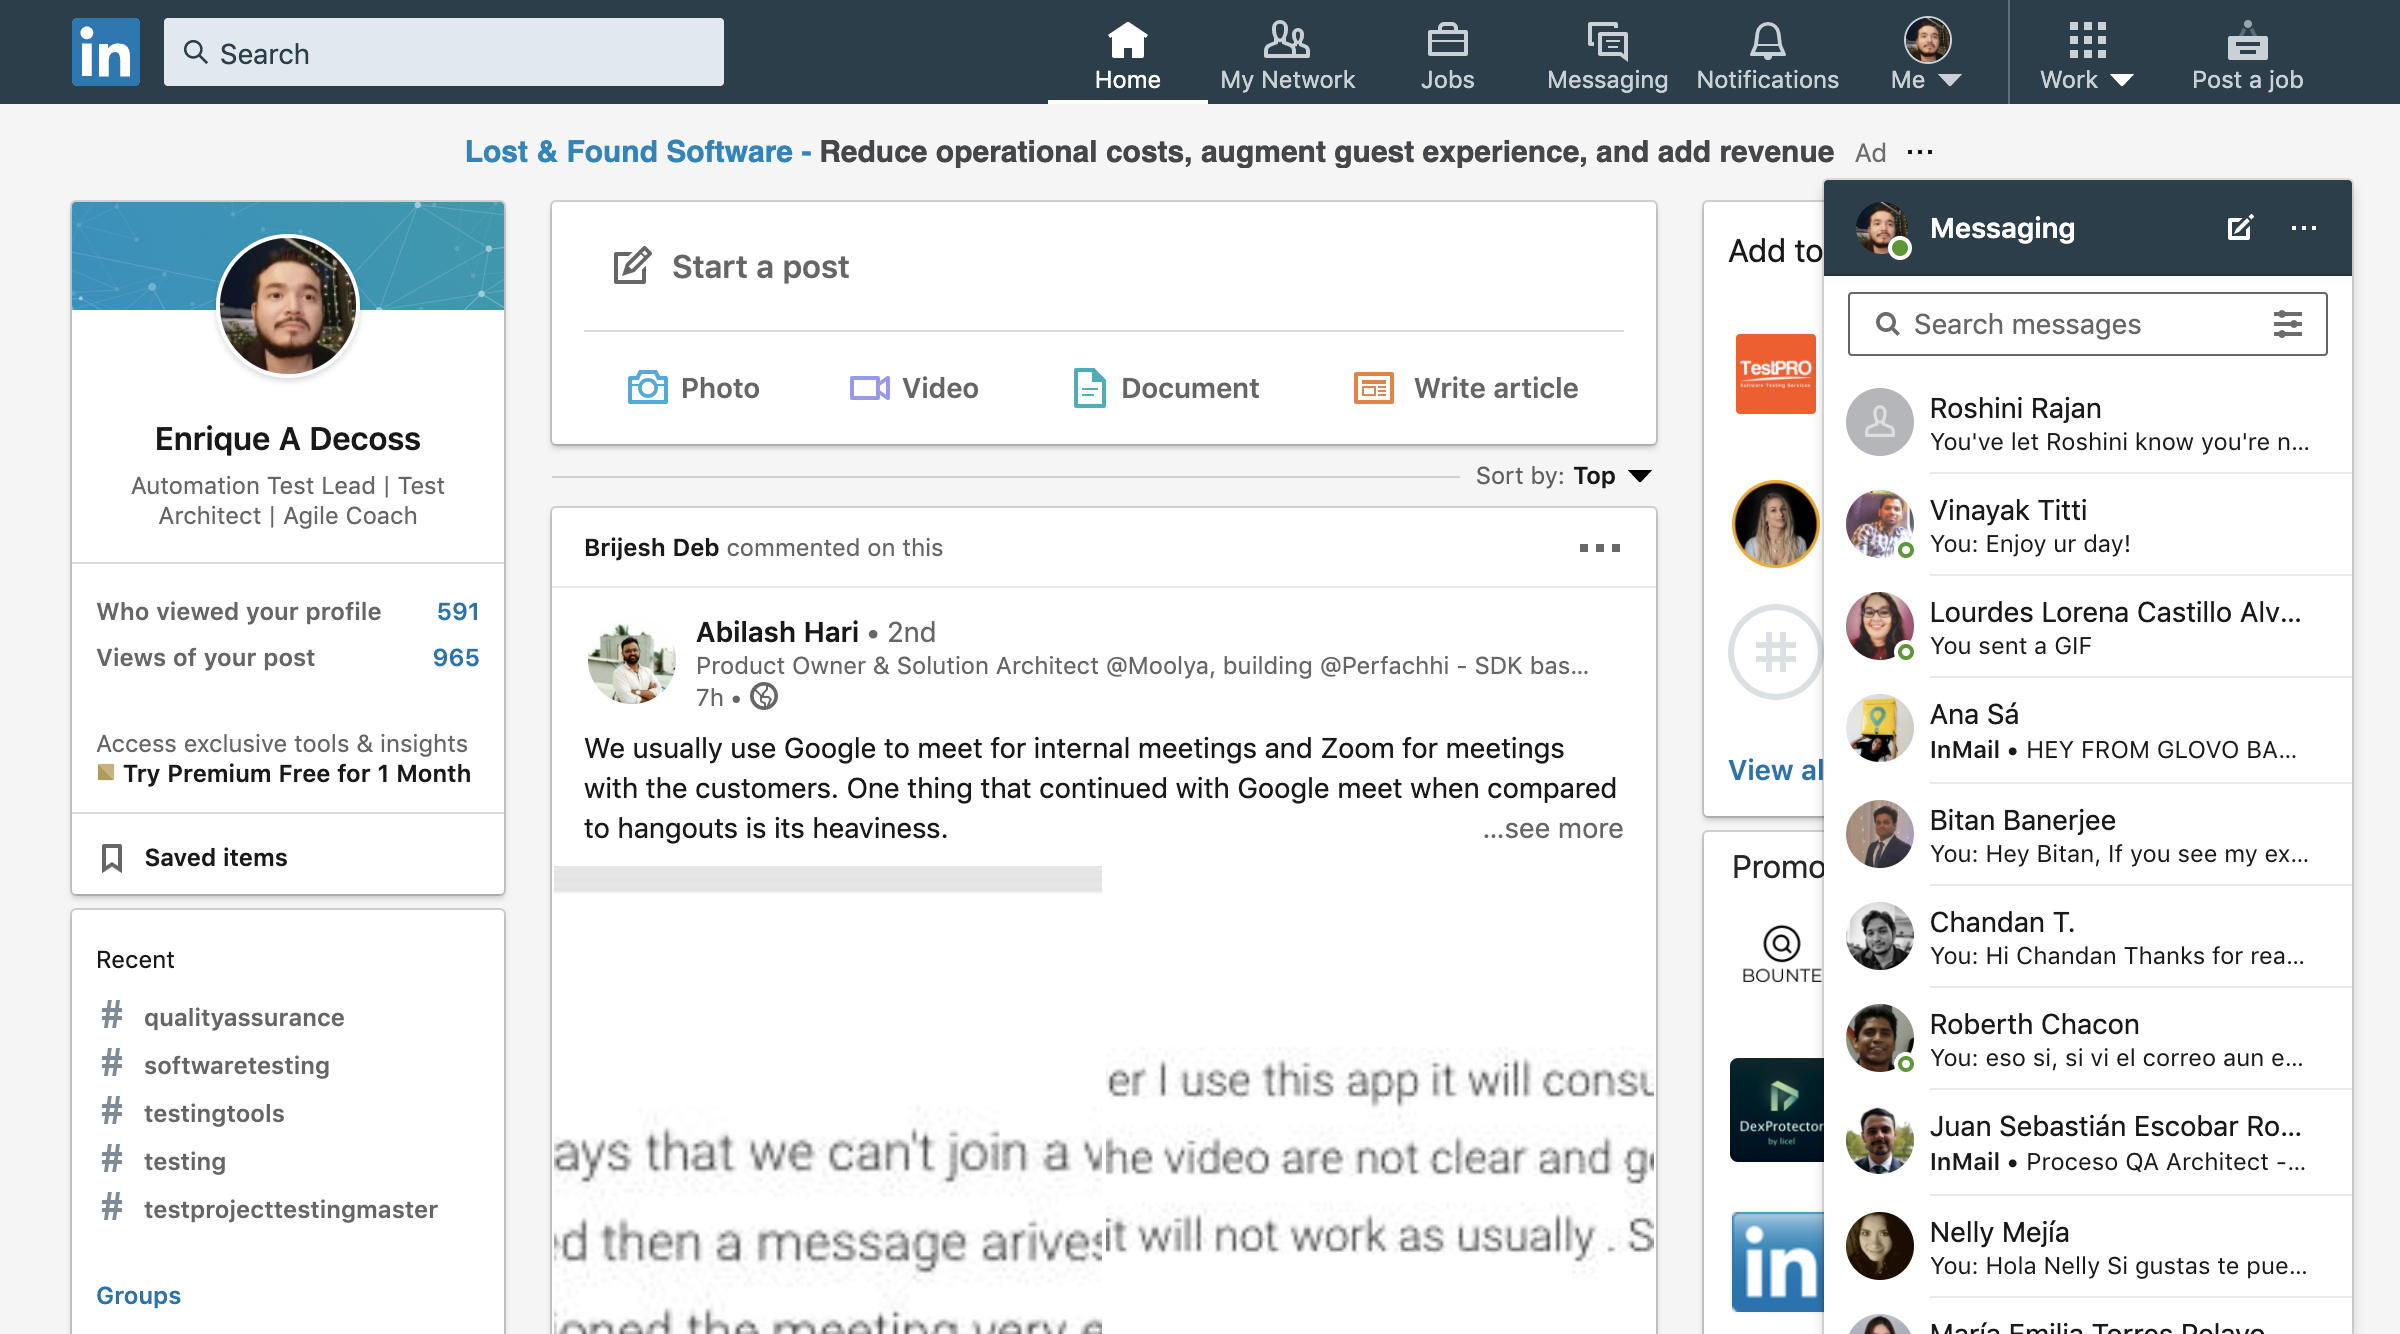 in
Search
Home
My Network
Jobs
Messaging
Notifications
Me
Work
Post a job
Lost & Found Software - Reduce operational costs, augment guest experience, and add revenue Ad ...
Enrique A Decoss
Automation Test Lead | Test
Architect | Agile Coach
Who viewed your profile 591
Views of your post 965
Access exclusive tools & insights
Try Premium Free for 1 Month
Saved items
Recent
# qualityassurance
# softwaretesting
# testingtools
# testing
# testprojecttestingmaster
Groups
Start a post
Photo
Video
Document
Write article
Sort by: Top
Brijesh Deb commented on this
Abilash Hari • 2nd
Product Owner & Solution Architect @Moolya, building @Perfachhi - SDK bas...
7h •
We usually use Google to meet for internal meetings and Zoom for meetings
with the customers. One thing that continued with Google meet when compared
to hangouts is its heaviness.
...see more
ays that we can't join a v
d then a message arives
oned the meeting very e
er I use this app it will consu
he video are not clear and ge
it will not work as usually . S
Add to
TestPRO
Software Testing Services
#
View al
Promo
BOUNTE
DexProtector
by licel
in
Messaging
Search messages
Roshini Rajan
You've let Roshini know you're n...
Vinayak Titti
You: Enjoy ur day!
Lourdes Lorena Castillo Alv...
You sent a GIF
Ana Sá
InMail • HEY FROM GLOVO BA...
Bitan Banerjee
You: Hey Bitan, If you see my ex...
Chandan T.
You: Hi Chandan Thanks for rea...
Roberth Chacon
You: eso si, si vi el correo aun e...
Juan Sebastián Escobar Ro...
InMail • Proceso QA Architect -...
Nelly Mejía
You: Hola Nelly Si gustas te pue...
María Emilia Torres Pelayo